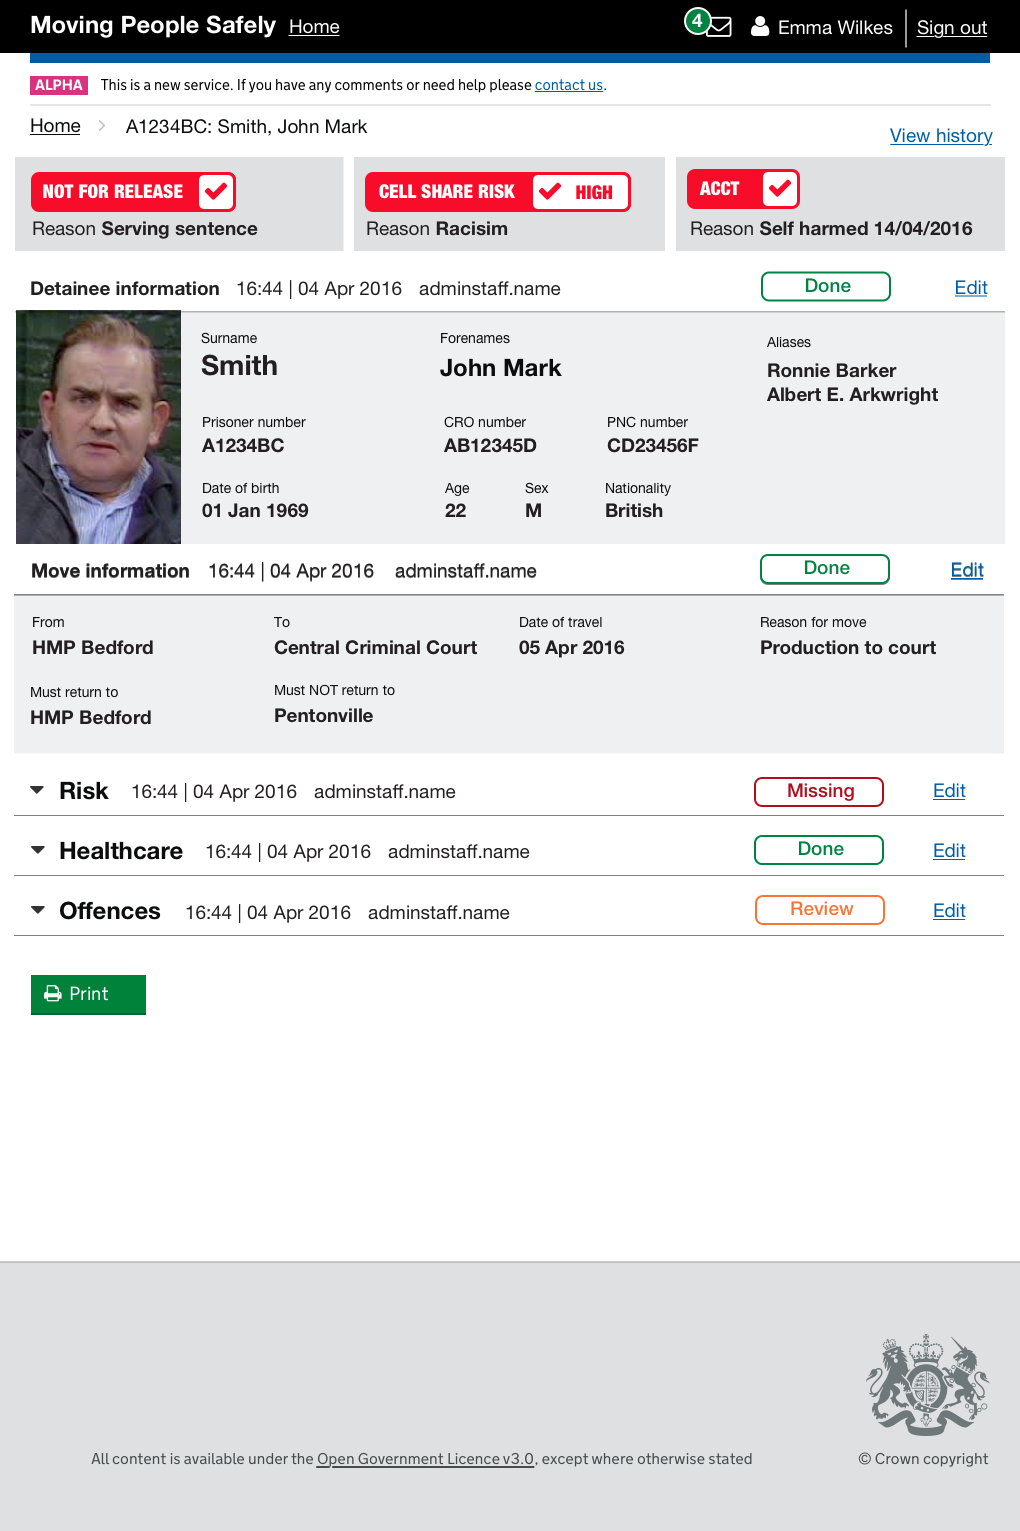 Moving People Safely Home 4 Emma Wilkes Sign out
ALPHA This is a new service. If you have any comments or need help please contact us.
Home A1234BC: Smith, John Mark
View history
NOT FOR RELEASE
Reason Serving sentence
CELL SHARE RISK HIGH
Reason Racisim
ACCT
Reason Self harmed 14/04/2016
Detainee information 16:44 | 04 Apr 2016 adminstaff.name Done Edit
Surname Forenames Aliases
Smith John Mark Ronnie Barker
Albert E. Arkwright
Prisoner number CRO number PNC number
A1234BC AB12345D CD23456F
Date of birth Age Sex Nationality
01 Jan 1969 22 M British
Move information 16:44 | 04 Apr 2016 adminstaff.name Done Edit
From To Date of travel Reason for move
HMP Bedford Central Criminal Court 05 Apr 2016 Production to court
Must return to Must NOT return to
HMP Bedford Pentonville
Risk 16:44 | 04 Apr 2016 adminstaff.name Missing Edit
Healthcare 16:44 | 04 Apr 2016 adminstaff.name Done Edit
Offences 16:44 | 04 Apr 2016 adminstaff.name Review Edit
Print
All content is available under the Open Government Licence v3.0, except where otherwise stated © Crown copyright